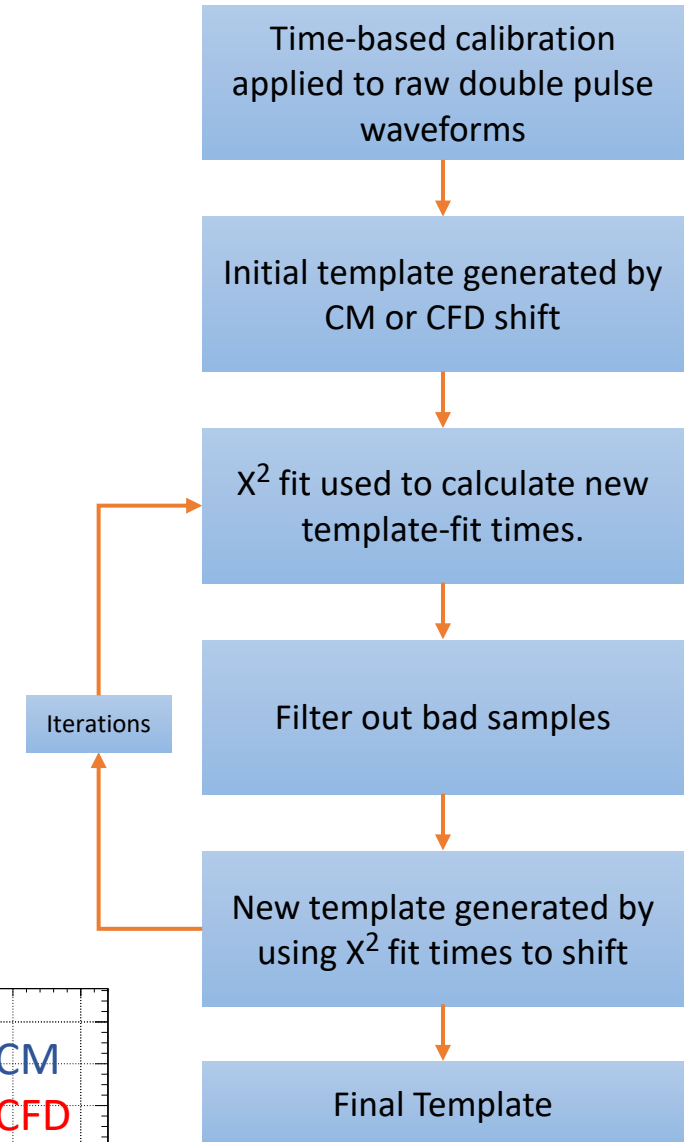 Time-based calibration
applied to raw double pulse
waveforms
Initial template generated by
CM or CFD shift
X² fit used to calculate new
template-fit times.
Iterations
Filter out bad samples
New template generated by
using X² fit times to shift
CM
CFD
Final Template